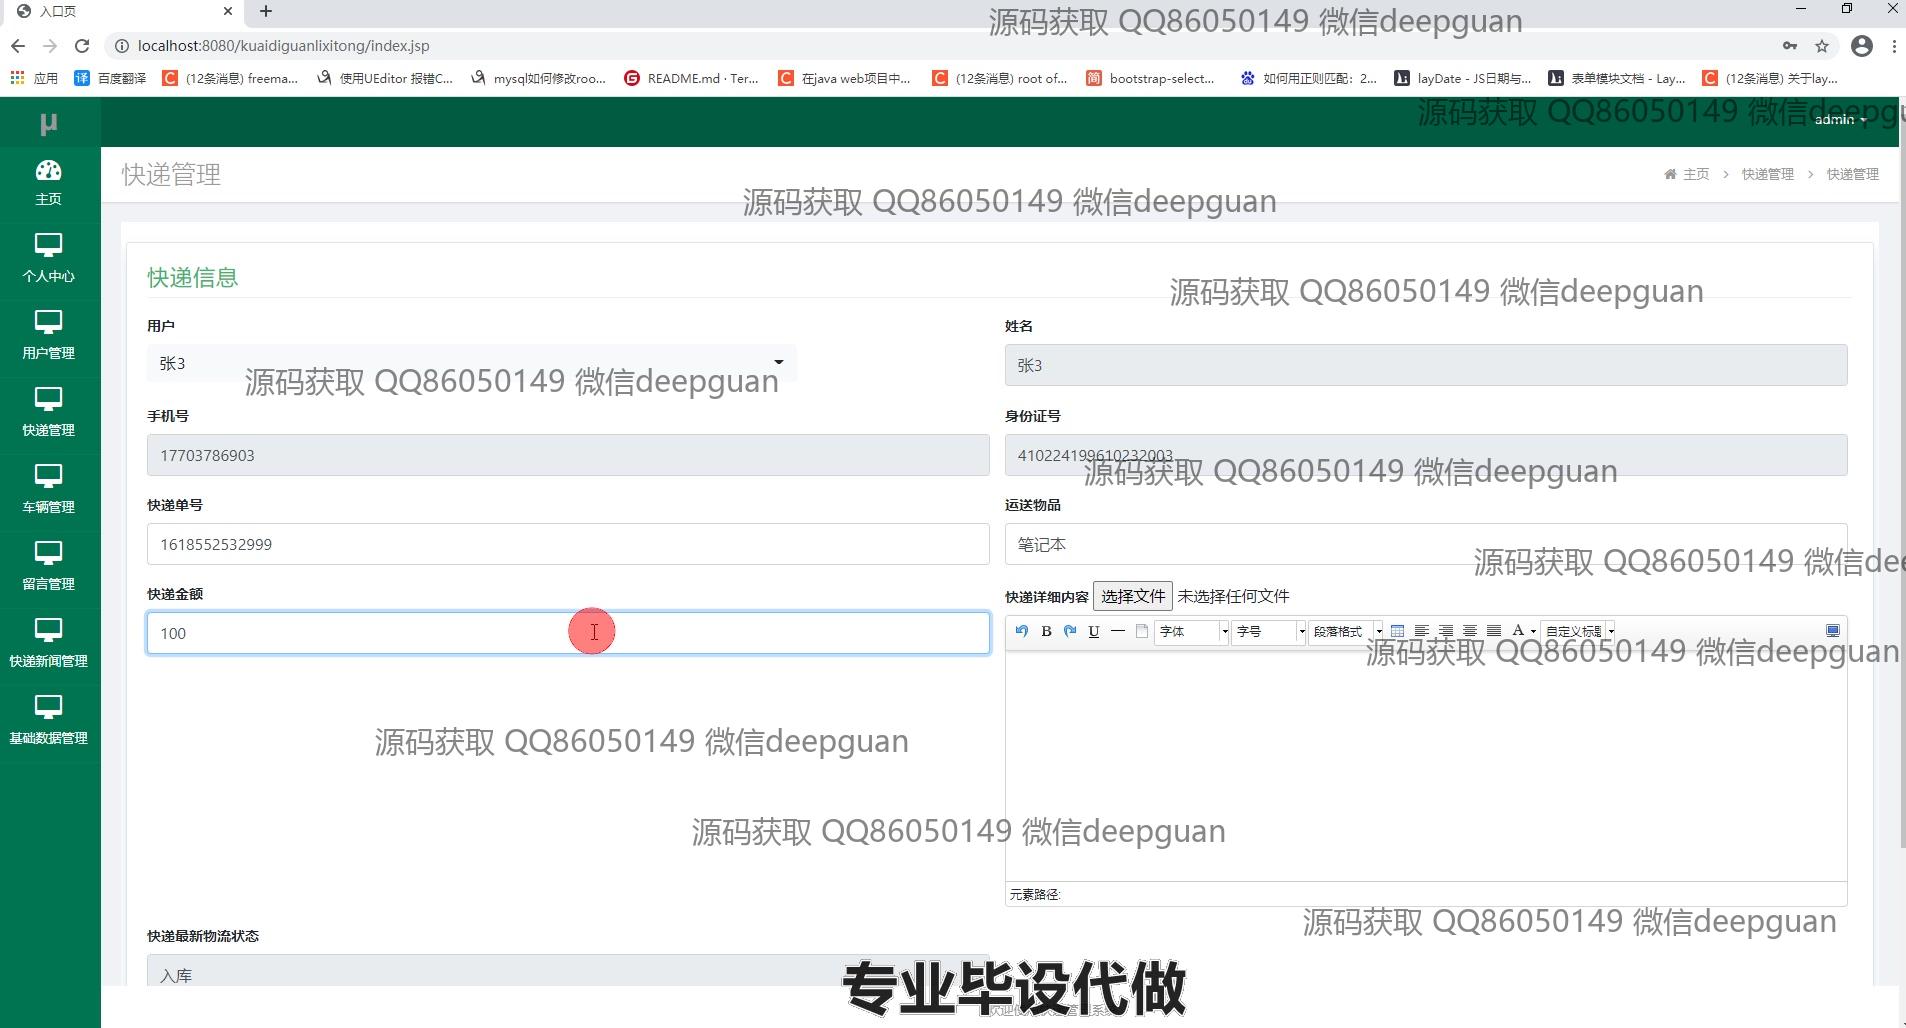 入口页
源码获取 QQ86050149 微信deepguan
localhost:8080/kuaidiguanlixitong/index.jsp
应用
译
百度翻译
C (12条消息) freema...
使用UEditor 报错C...
mysql如何修改roo...
README.md · Ter...
C 在java web项目中...
C (12条消息) root of...
简 bootstrap-select...
如何用正则匹配：2...
layDate - JS日期与...
表单模块文档 - Lay...
C (12条消息) 关于lay...
μ
源码获取 QQ86050149 微信deepgu
admin
主页
快递管理
主页 > 快递管理 > 快递管理
源码获取 QQ86050149 微信deepguan
个人中心
快递信息
源码获取 QQ86050149 微信deepguan
用户
姓名
用户管理
张3
张3
源码获取 QQ86050149 微信deepguan
手机号
身份证号
快递管理
17703786903
410224199610232003
源码获取 QQ86050149 微信deepguan
快递单号
运送物品
车辆管理
1618552532999
笔记本
源码获取 QQ86050149 微信dee
留言管理
快递金额
快递详细内容 选择文件 未选择任何文件
100
B U 字体 字号 段落格式 A 自定义标题
源码获取 QQ86050149 微信deepguan
快递新闻管理
基础数据管理
源码获取 QQ86050149 微信deepguan
源码获取 QQ86050149 微信deepguan
元素路径:
源码获取 QQ86050149 微信deepguan
快递最新物流状态
入库
专业毕设代做